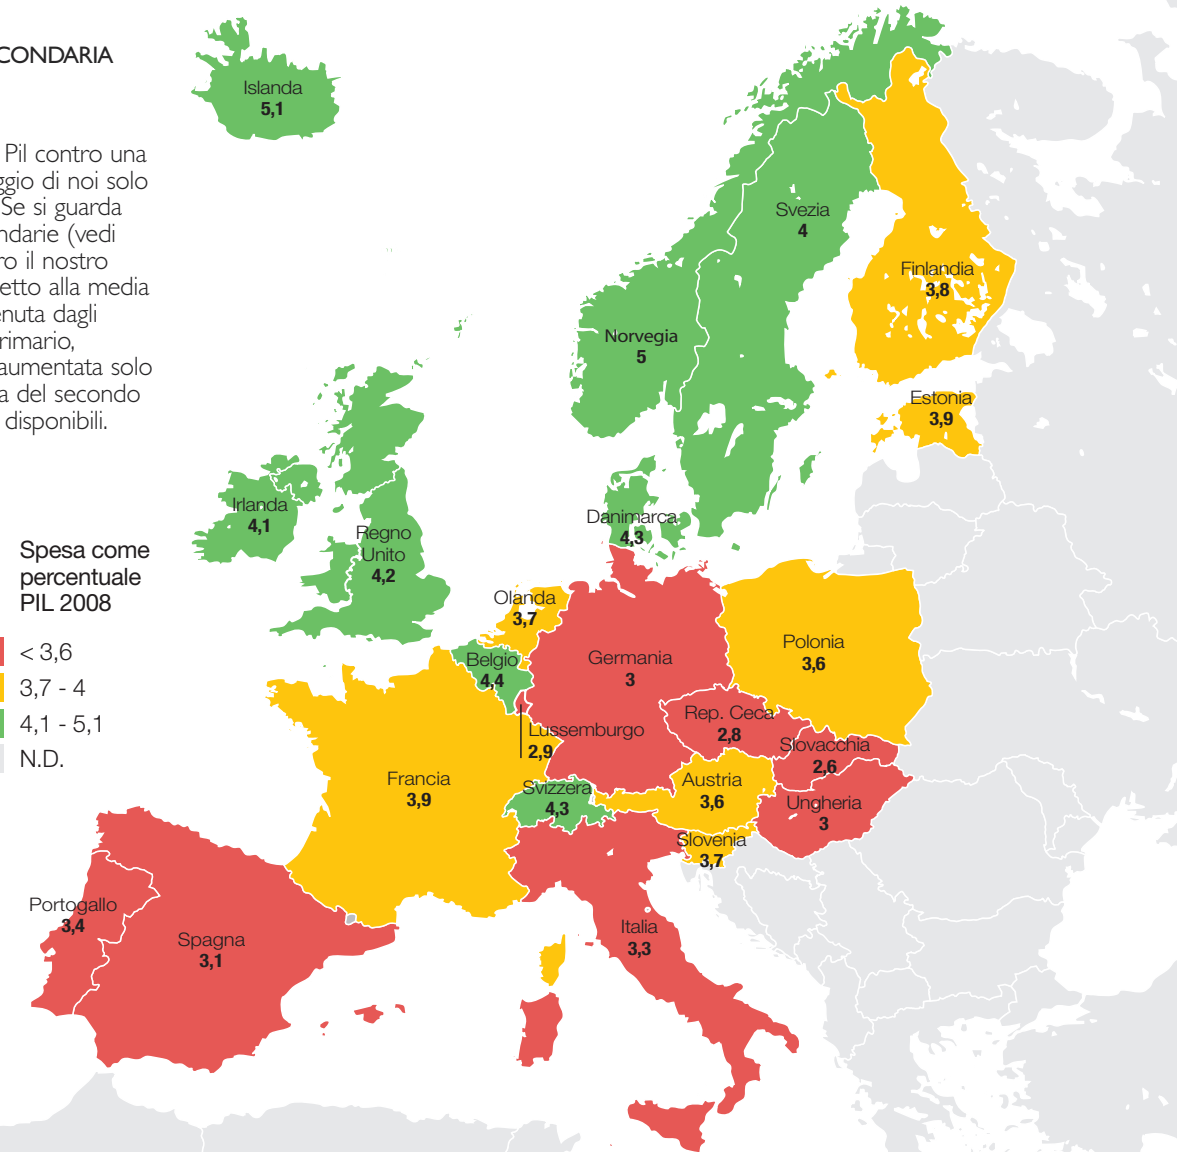 CONDARIA
Pil contro una
ggio di noi solo
Se si guarda
ndarie (vedi
ro il nostro
etto alla media
enuta dagli
rimario,
aumentata solo
a del secondo
disponibili.
Spesa come
percentuale
PIL 2008
< 3,6
3,7 - 4
4,1 - 5,1
N.D.
Islanda
5,1
Svezia
4
Finlandia
3,8
Norvegia
5
Estonia
3,9
Irlanda
4,1
Regno
Unito
4,2
Danimarca
4,3
Olanda
3,7
Belgio
4,4
Germania
3
Polonia
3,6
Lussemburgo
2,9
Rep. Ceca
2,8
Slovacchia
2,6
Francia
3,9
Svizzera
4,3
Austria
3,6
Ungheria
3
Slovenia
3,7
Portogallo
3,4
Spagna
3,1
Italia
3,3